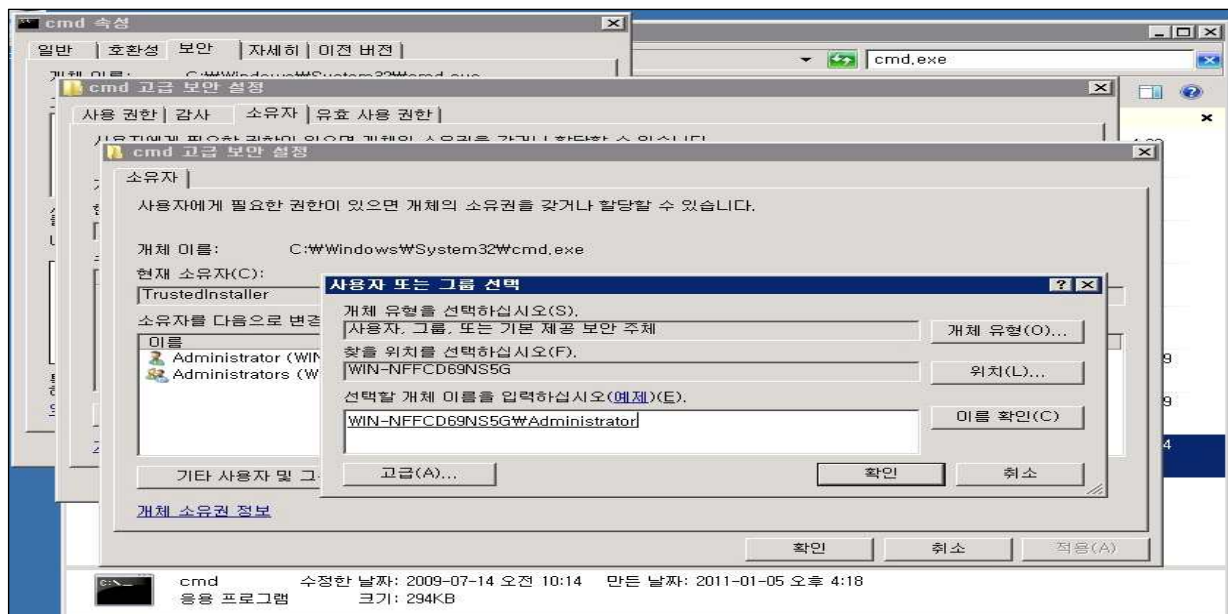 cmd 속성
일반 호환성 보안 자세히 이전 버전
cmd,exe
cmd 고급 보안 설정
사용 권한 감사 소유자 유효 사용 권한
cmd 고급 보안 설정
소유자
사용자에게 필요한 권한이 있으면 개체의 소유권을 갖거나 할당할 수 있습니다.
개체 이름: C:₩Windows₩System32₩cmd,exe
현재 소유자(C):
TrustedInstaller
소유자를 다음으로 변경
이름
Administrator (WIN
Administrators (W
기타 사용자 및 그
개체 소유권 정보
사용자 또는 그룹 선택
개체 유형을 선택하십시오(S).
사용자, 그룹, 또는 기본 제공 보안 주체
개체 유형(O)...
찾을 위치를 선택하십시오(F).
WIN-NFFCD69NS5G
위치(L)...
선택할 개체 이름을 입력하십시오(예제)(E).
WIN-NFFCD69NS5G₩Administrator
이름 확인(C)
고급(A)... 확인 취소
확인 취소 적용(A)
cmd 수정한 날짜: 2009-07-14 오전 10:14 만든 날짜: 2011-01-05 오후 4:18
응용 프로그램 크기: 294KB